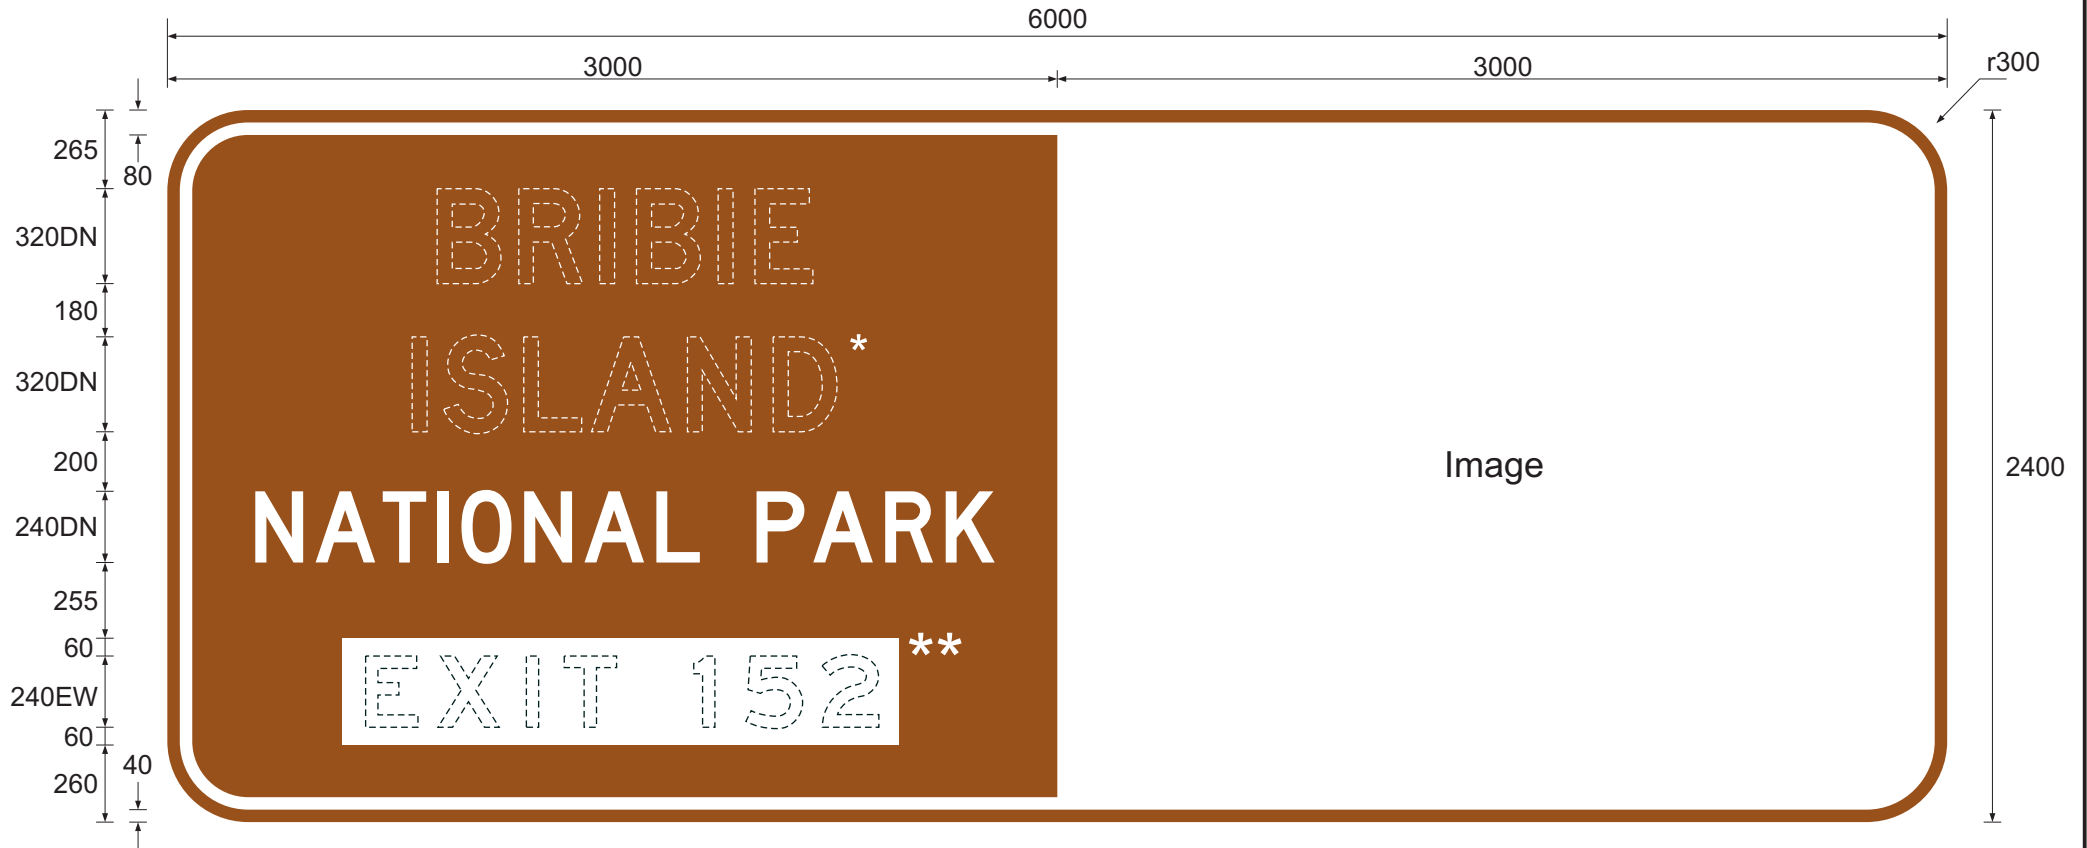 6000
3000 3000
r300
265
80
320DN
BRIBIE
180
320DN
ISLAND*
200
Image
2400
240DN
NATIONAL PARK
255
60
**
240EW
EXIT 152
60
40
260